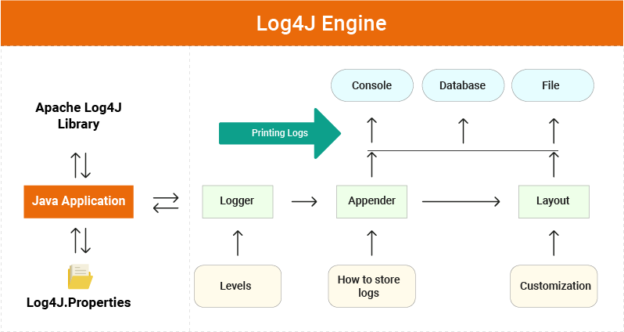 Log4J Engine
Console
Database
File
Apache Log4J
Library
Printing Logs
Java Application
Logger
Appender
Layout
Log4J.Properties
Levels
How to store
logs
Customization